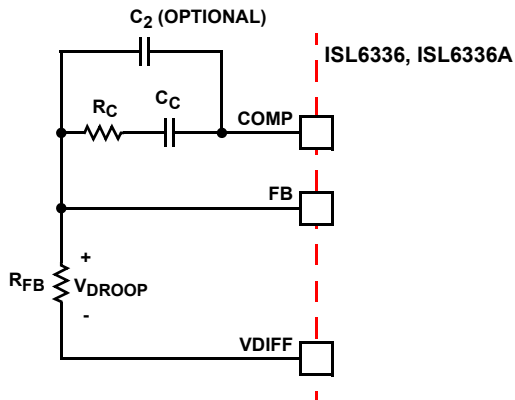 C2 (OPTIONAL)
ISL6336, ISL6336A
RC
CC
COMP
FB
+
RFB
VDROOP
-
VDIFF